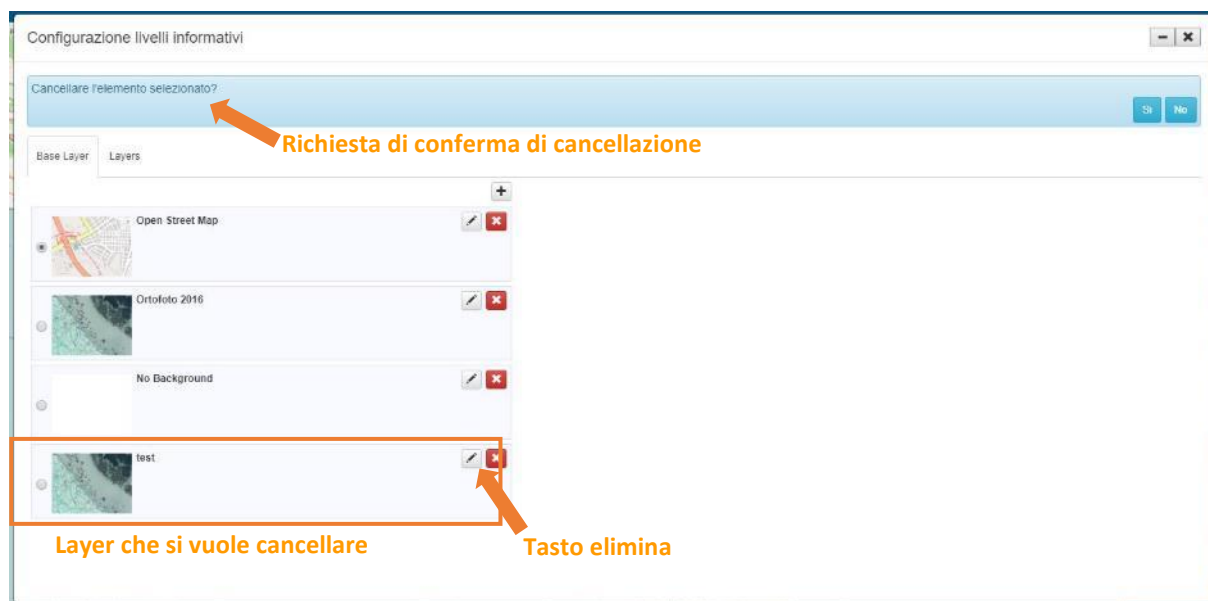 Configurazione livelli informativi
Cancellare l'elemento selezionato?
Si No
Richiesta di conferma di cancellazione
Base Layer Layers
Open Street Map
Ortofoto 2016
No Background
test
Layer che si vuole cancellare
Tasto elimina